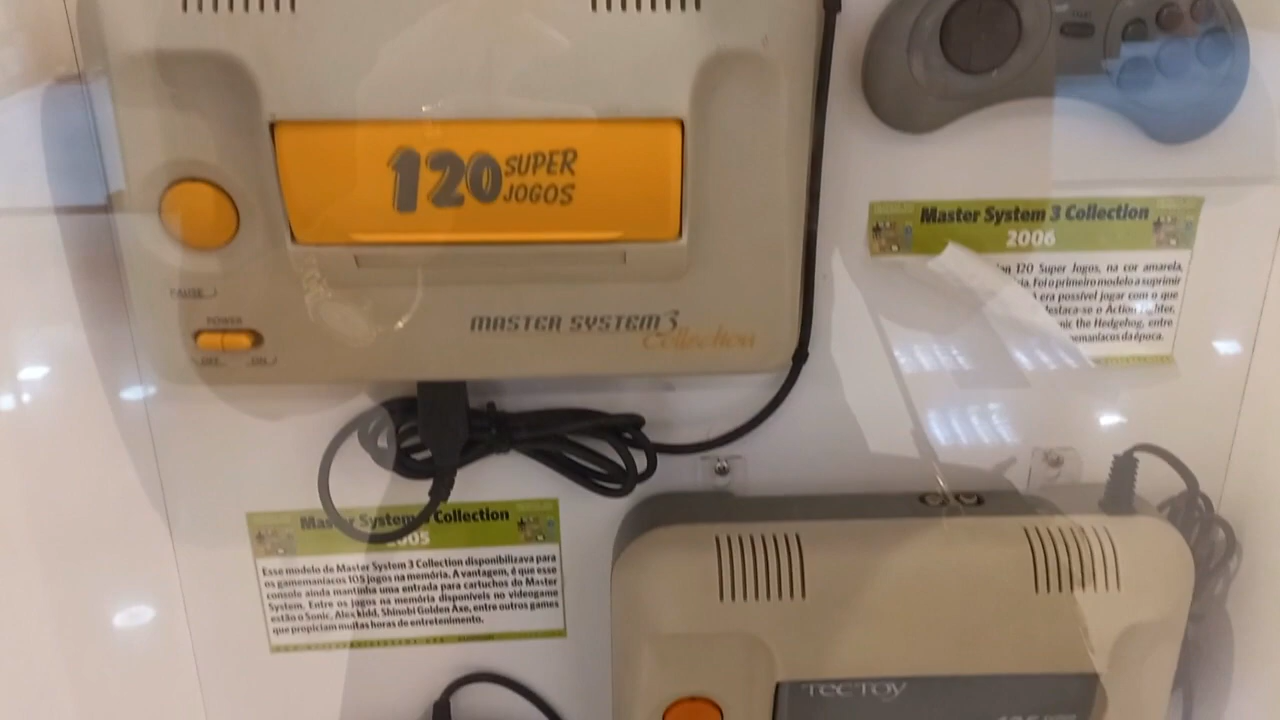 120 SUPER
JOGOS
PAUSE
POWER
OFF ON
MASTER SYSTEM 3
Collection
Master System 3 Collection
2006
120 Super Jogos, na cor amarela,
Foi o primeiro modelo a suprimir
era possível jogar com o que
destaca-se o Action Fighter,
the Hedgehog, entre
da época.
Master System 3 Collection
2005
Esse modelo de Master System 3 Collection disponibilizava para
os gamemaníacos 105 jogos na memória. A vantagem, é que esse
console ainda mantinha uma entrada para cartuchos do Master
System. Entre os jogos na memória disponíveis no videogame
estão o Sonic, Alex kidd, Shinobi Golden Axe, entre outros games
que propiciam muitas horas de entretenimento.
TECTOY